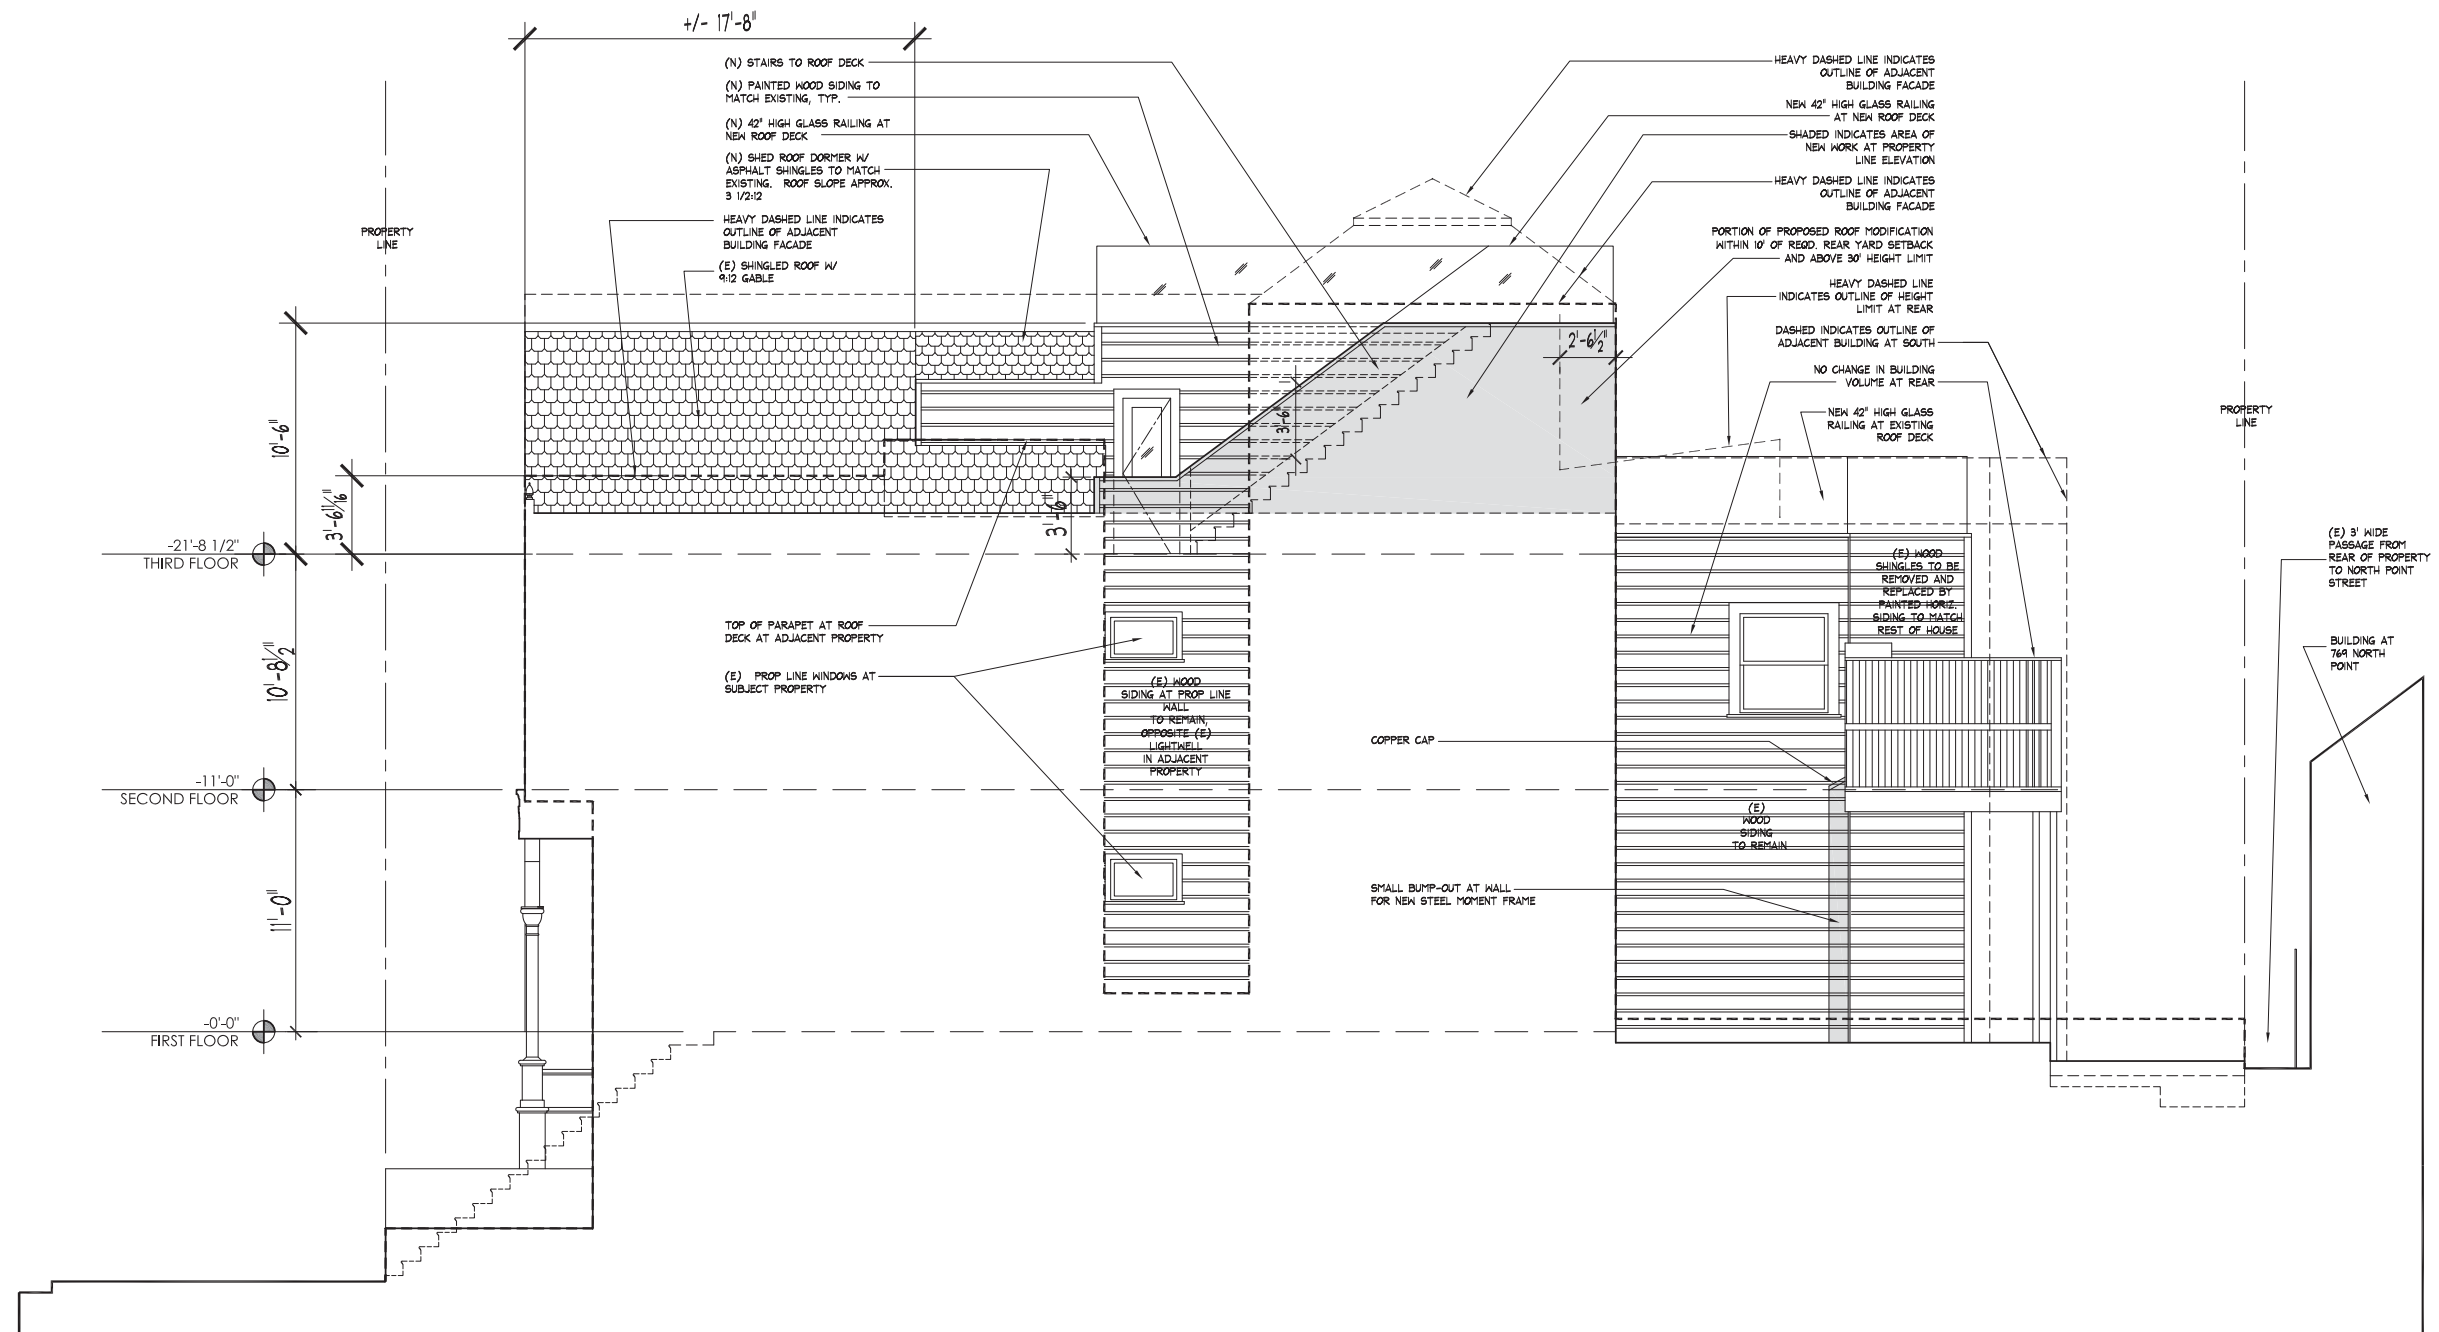 +/- 17'-8"
(N) STAIRS TO ROOF DECK
(N) PAINTED WOOD SIDING TO
MATCH EXISTING, TYP.
(N) 42" HIGH GLASS RAILING AT
NEW ROOF DECK
(N) SHED ROOF DORMER W/
ASPHALT SHINGLES TO MATCH
EXISTING. ROOF SLOPE APPROX.
3 1/2:12
HEAVY DASHED LINE INDICATES
OUTLINE OF ADJACENT
BUILDING FACADE
(E) SHINGLED ROOF W/
9:12 GABLE
PROPERTY
LINE
HEAVY DASHED LINE INDICATES
OUTLINE OF ADJACENT
BUILDING FACADE
NEW 42" HIGH GLASS RAILING
AT NEW ROOF DECK
SHADED INDICATES AREA OF
NEW WORK AT PROPERTY
LINE ELEVATION
HEAVY DASHED LINE INDICATES
OUTLINE OF ADJACENT
BUILDING FACADE
PORTION OF PROPOSED ROOF MODIFICATION
WITHIN 10' OF REQD. REAR YARD SETBACK
AND ABOVE 30' HEIGHT LIMIT
HEAVY DASHED LINE
INDICATES OUTLINE OF HEIGHT
LIMIT AT REAR
DASHED INDICATES OUTLINE OF
ADJACENT BUILDING AT SOUTH
NO CHANGE IN BUILDING
VOLUME AT REAR
NEW 42" HIGH GLASS
RAILING AT EXISTING
ROOF DECK
PROPERTY
LINE
2'-6 1/2"
3'-6"
3'-6"
10'-6"
3'-6 11/16"
-21'-8 1/2"
THIRD FLOOR
10'-8 1/2"
-11'-0"
SECOND FLOOR
11'-0"
-0'-0"
FIRST FLOOR
TOP OF PARAPET AT ROOF
DECK AT ADJACENT PROPERTY
(E) PROP LINE WINDOWS AT
SUBJECT PROPERTY
(E) WOOD
SIDING AT PROP LINE
WALL
TO REMAIN,
OPPOSITE (E)
LIGHTWELL
IN ADJACENT
PROPERTY
COPPER CAP
SMALL BUMP-OUT AT WALL
FOR NEW STEEL MOMENT FRAME
(E) WOOD
SHINGLES TO BE
REMOVED AND
REPLACED BY
PAINTED HORIZ.
SIDING TO MATCH
REST OF HOUSE
(E)
WOOD
SIDING
TO REMAIN
(E) 3' WIDE
PASSAGE FROM
REAR OF PROPERTY
TO NORTH POINT
STREET
BUILDING AT
769 NORTH
POINT